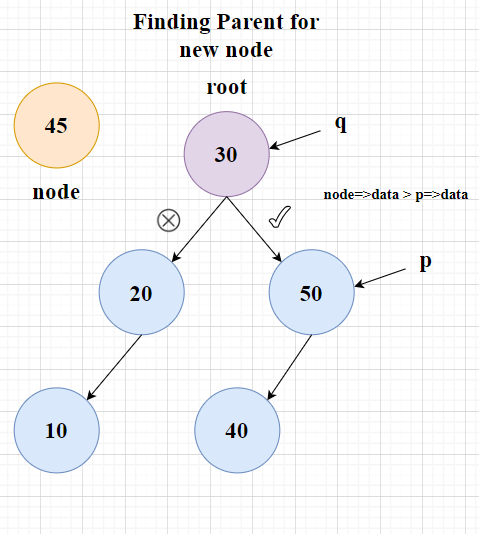 Finding Parent for
new node
root
q
45
30
node
node=>data > p=>data
p
20
50
10
40